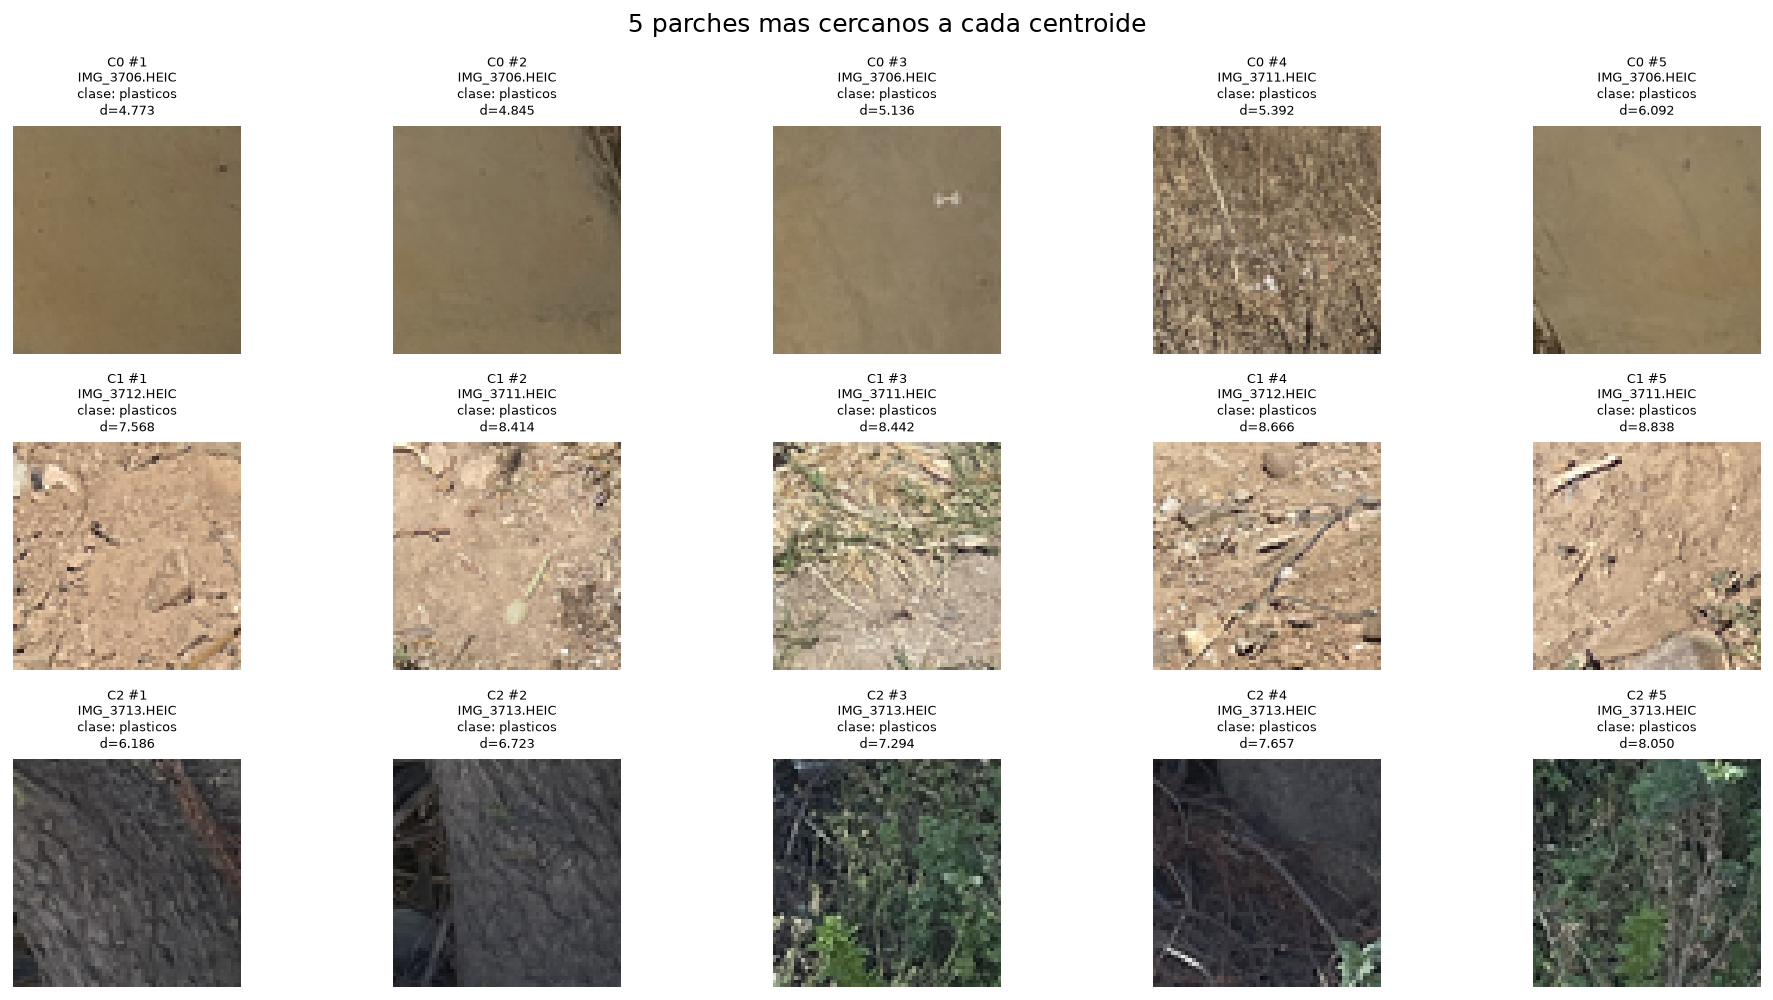 5 parches mas cercanos a cada centroide
C0 #1
IMG_3706.HEIC
clase: plasticos
d=4.773
C0 #2
IMG_3706.HEIC
clase: plasticos
d=4.845
C0 #3
IMG_3706.HEIC
clase: plasticos
d=5.136
C0 #4
IMG_3711.HEIC
clase: plasticos
d=5.392
C0 #5
IMG_3706.HEIC
clase: plasticos
d=6.092
C1 #1
IMG_3712.HEIC
clase: plasticos
d=7.568
C1 #2
IMG_3711.HEIC
clase: plasticos
d=8.414
C1 #3
IMG_3711.HEIC
clase: plasticos
d=8.442
C1 #4
IMG_3712.HEIC
clase: plasticos
d=8.666
C1 #5
IMG_3711.HEIC
clase: plasticos
d=8.838
C2 #1
IMG_3713.HEIC
clase: plasticos
d=6.186
C2 #2
IMG_3713.HEIC
clase: plasticos
d=6.723
C2 #3
IMG_3713.HEIC
clase: plasticos
d=7.294
C2 #4
IMG_3713.HEIC
clase: plasticos
d=7.657
C2 #5
IMG_3713.HEIC
clase: plasticos
d=8.050